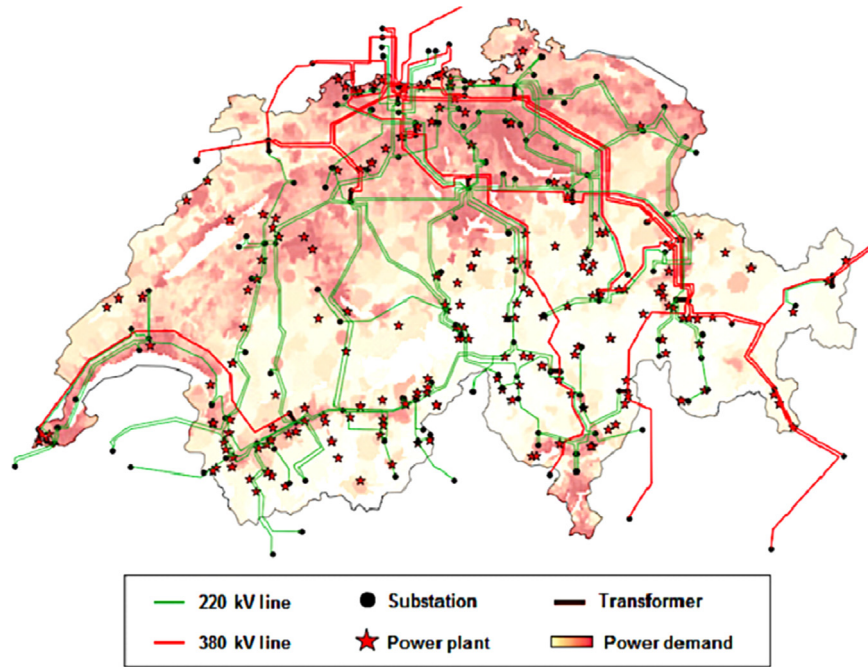 220 kV line
Substation
Transformer
380 kV line
Power plant
Power demand